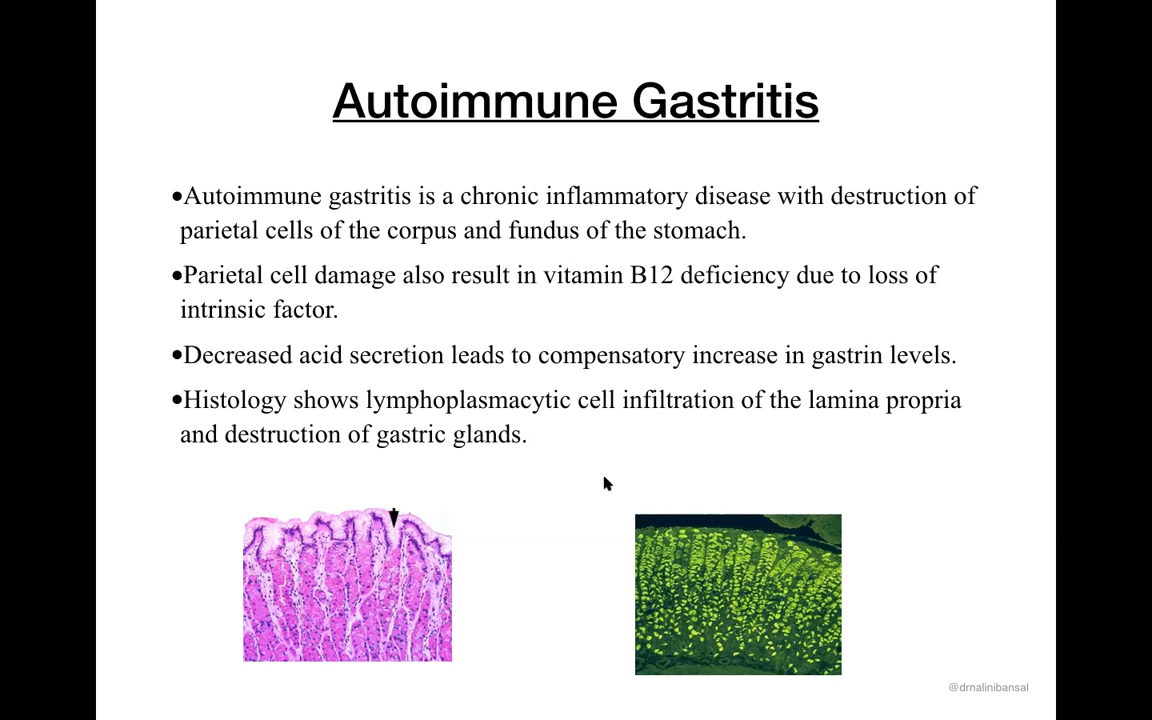 Autoimmune Gastritis
•Autoimmune gastritis is a chronic inflammatory disease with destruction of
parietal cells of the corpus and fundus of the stomach.
•Parietal cell damage also result in vitamin B12 deficiency due to loss of
intrinsic factor.
•Decreased acid secretion leads to compensatory increase in gastrin levels.
•Histology shows lymphoplasmacytic cell infiltration of the lamina propria
and destruction of gastric glands.
@drnalinibansal